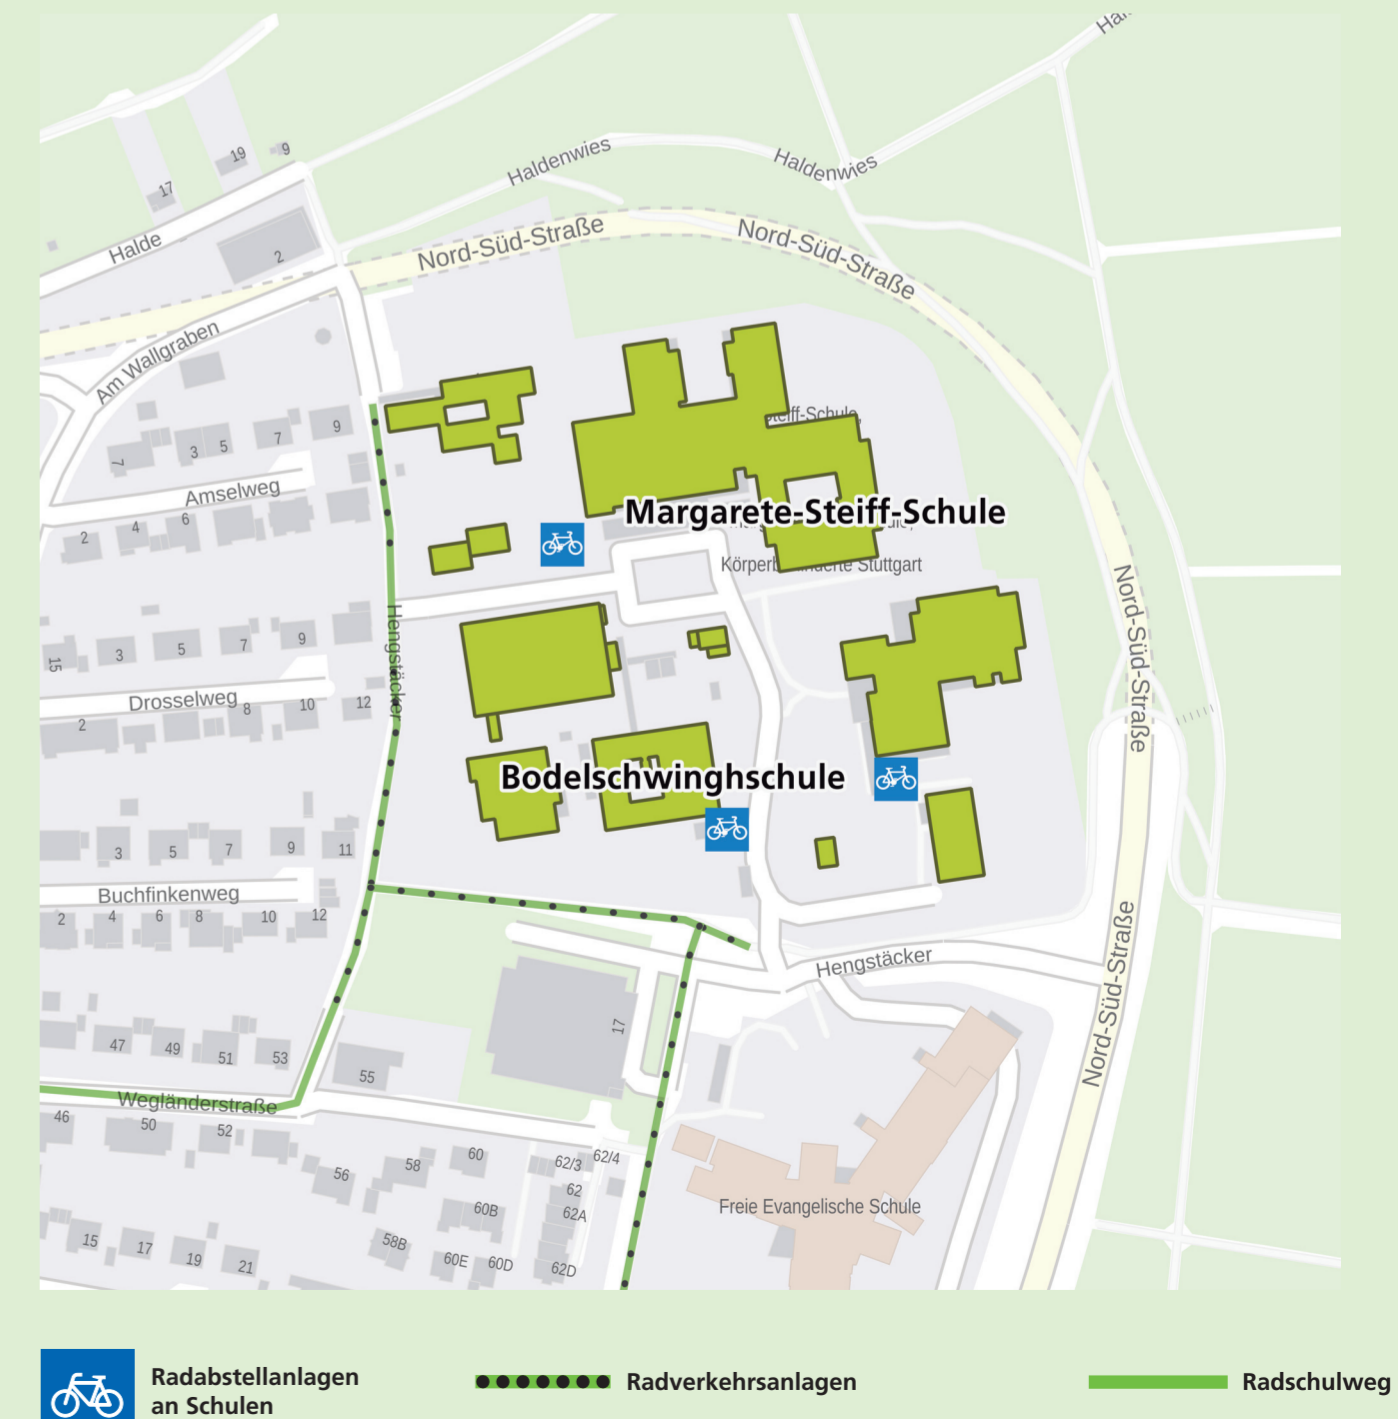 Haldenwies
Haldenwies
19
9
17
Halde
2
Nord-Süd-Straße
Nord-Süd-Straße
Am Wallgraben
7
3
5
7
9
Amselweg
2
4
6
Margarete-Steiff-Schule
Hengstäcker
Nord-Süd-Straße
15
3
5
7
9
Drosselweg
2
8
10
12
Bodelschwinghschule
3
5
7
9
11
Buchfinkenweg
2
4
6
8
10
12
Hengstäcker
Nord-Süd-Straße
17
47
49
51
53
55
Wegländerstraße
46
50
52
56
58
60
62/3
62/4
62
62A
60B
58B
60E
60D
62D
Freie Evangelische Schule
15
17
19
21
Radabstellanlagen
an Schulen
Radverkehrsanlagen
Radschulweg